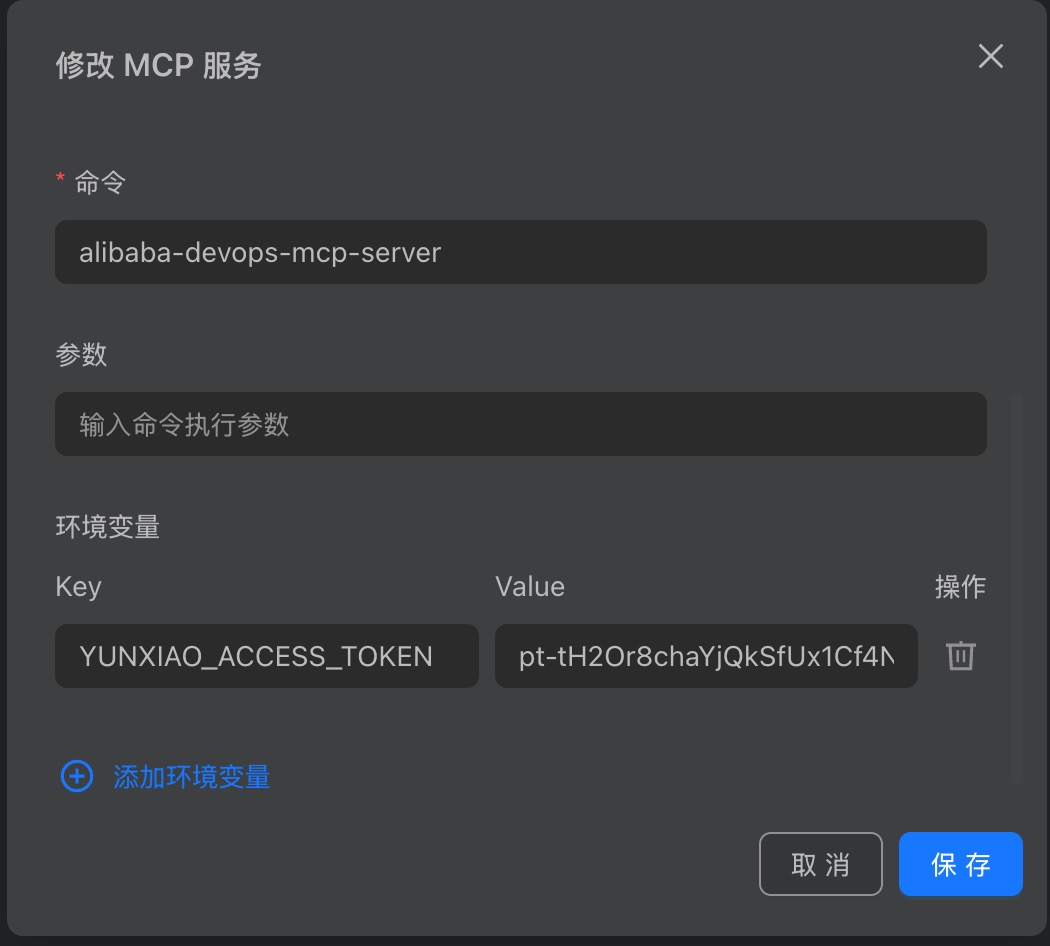 修改 MCP 服务
* 命令
alibaba-devops-mcp-server
参数
输入命令执行参数
环境变量
Key Value 操作
YUNXIAO_ACCESS_TOKEN pt-tH2Or8chaYjQkSfUx1Cf4N
添加环境变量
取 消 保 存